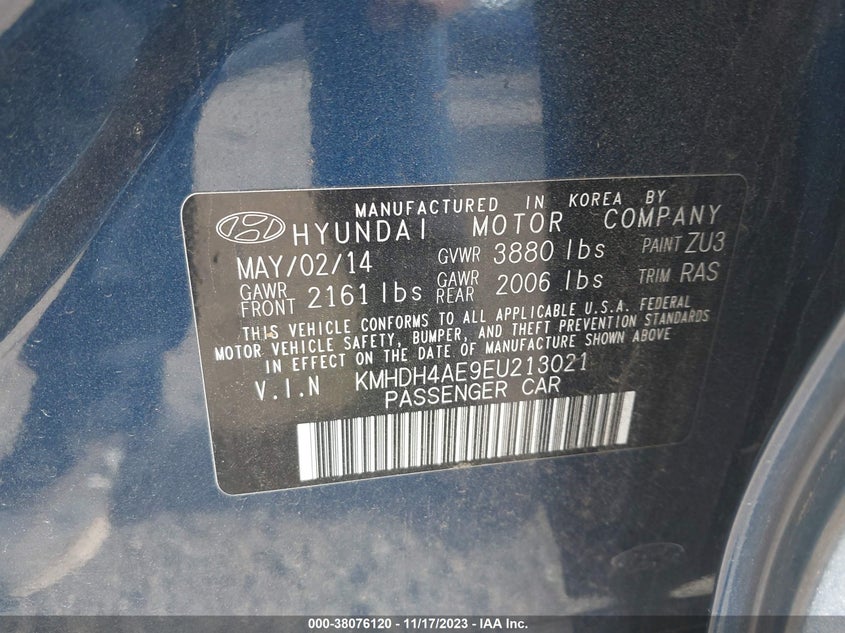 MANUFACTURED IN KOREA BY
HYUNDAI MOTOR COMPANY
MAY/02/14 GVWR 3880 lbs PAINT ZU3
GAWR FRONT 2161 lbs GAWR REAR 2006 lbs TRIM RAS
THIS VEHICLE CONFORMS TO ALL APPLICABLE U.S.A. FEDERAL
MOTOR VEHICLE SAFETY, BUMPER, AND THEFT PREVENTION STANDARDS
IN EFFECT ON THE DATE OF MANUFACTURE SHOWN ABOVE
V.I.N KMHDH4AE9EU213021
PASSENGER CAR
000-38076120 - 11/17/2023 - IAA Inc.